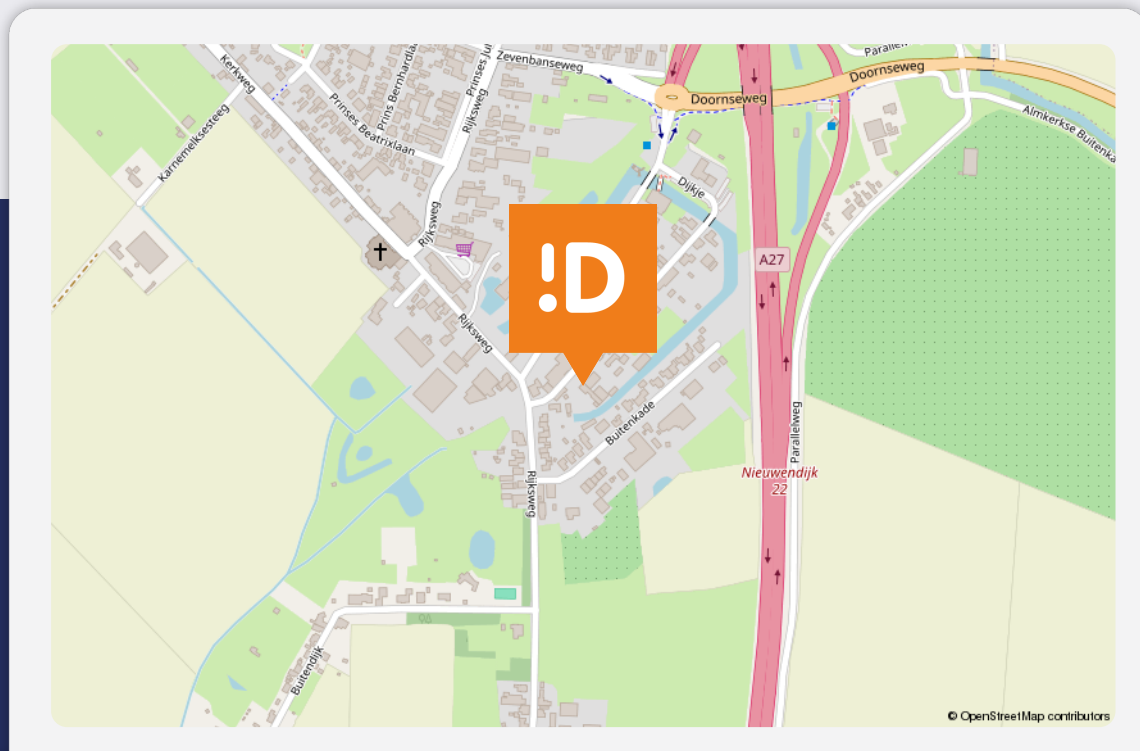 Kerkweg
Karnemelksesteeg
Prinses Beatrixlaan
Prins Bernhardla
Prinses Jul
Rijksweg
Zevenbanseweg
Doornseweg
Doornseweg
Parallel
Almkerkse Buitenka
Dijkje
Rijksweg
!D
A27
Rijksweg
Parallelweg
Buitenkade
Nieuwendijk
22
Rijksweg
Buitendijk
© OpenStreetMap contributors